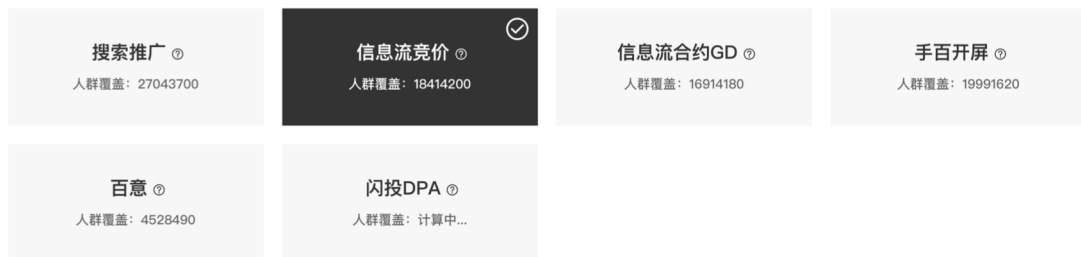 搜索推广
人群覆盖：27043700
信息流竞价
人群覆盖：18414200
信息流合约GD
人群覆盖：16914180
手百开屏
人群覆盖：19991620
百意
人群覆盖：4528490
闪投DPA
人群覆盖：计算中...